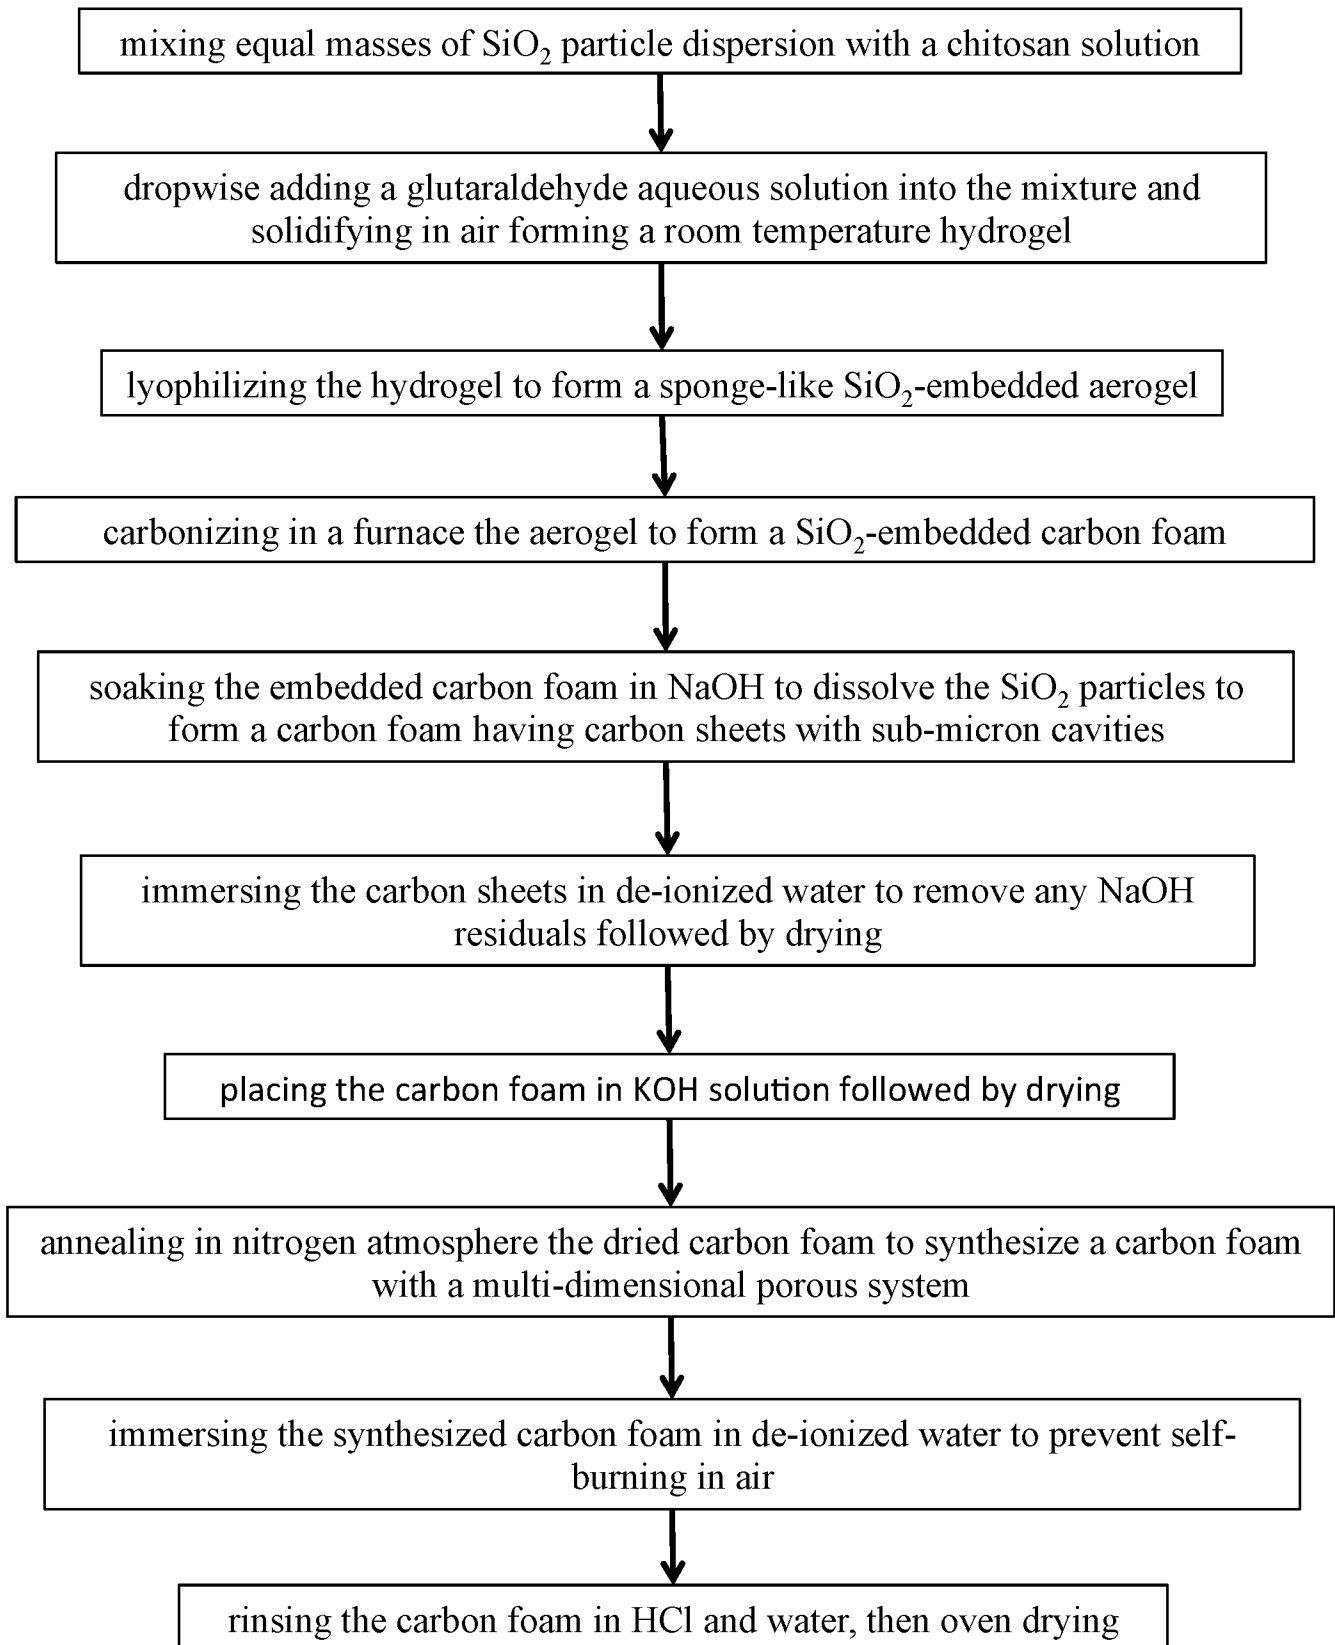 mixing equal masses of SiO₂ particle dispersion with a chitosan solution
dropwise adding a glutaraldehyde aqueous solution into the mixture and
solidifying in air forming a room temperature hydrogel
lyophilizing the hydrogel to form a sponge-like SiO₂-embedded aerogel
carbonizing in a furnace the aerogel to form a SiO₂-embedded carbon foam
soaking the embedded carbon foam in NaOH to dissolve the SiO₂ particles to
form a carbon foam having carbon sheets with sub-micron cavities
immersing the carbon sheets in de-ionized water to remove any NaOH
residuals followed by drying
placing the carbon foam in KOH solution followed by drying
annealing in nitrogen atmosphere the dried carbon foam to synthesize a carbon foam
with a multi-dimensional porous system
immersing the synthesized carbon foam in de-ionized water to prevent self-
burning in air
rinsing the carbon foam in HCl and water, then oven drying